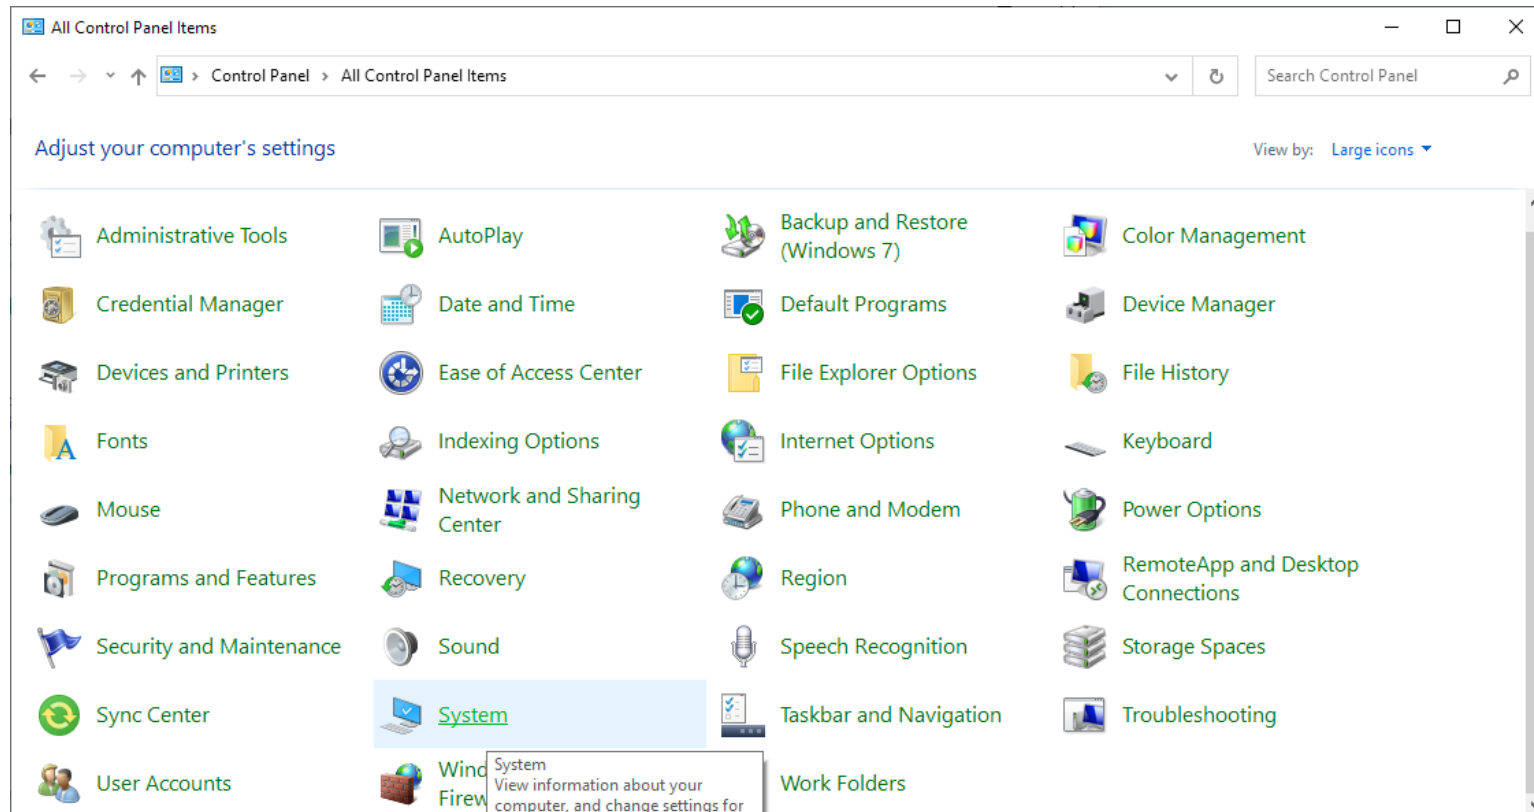 All Control Panel Items
Control Panel > All Control Panel Items
Search Control Panel
Adjust your computer's settings
View by: Large icons
Administrative Tools
AutoPlay
Backup and Restore
(Windows 7)
Color Management
Credential Manager
Date and Time
Default Programs
Device Manager
Devices and Printers
Ease of Access Center
File Explorer Options
File History
Fonts
Indexing Options
Internet Options
Keyboard
Mouse
Network and Sharing
Center
Phone and Modem
Power Options
Programs and Features
Recovery
Region
RemoteApp and Desktop
Connections
Security and Maintenance
Sound
Speech Recognition
Storage Spaces
Sync Center
System
Taskbar and Navigation
Troubleshooting
User Accounts
Wind
Firew
System
View information about your
computer, and change settings for
Work Folders